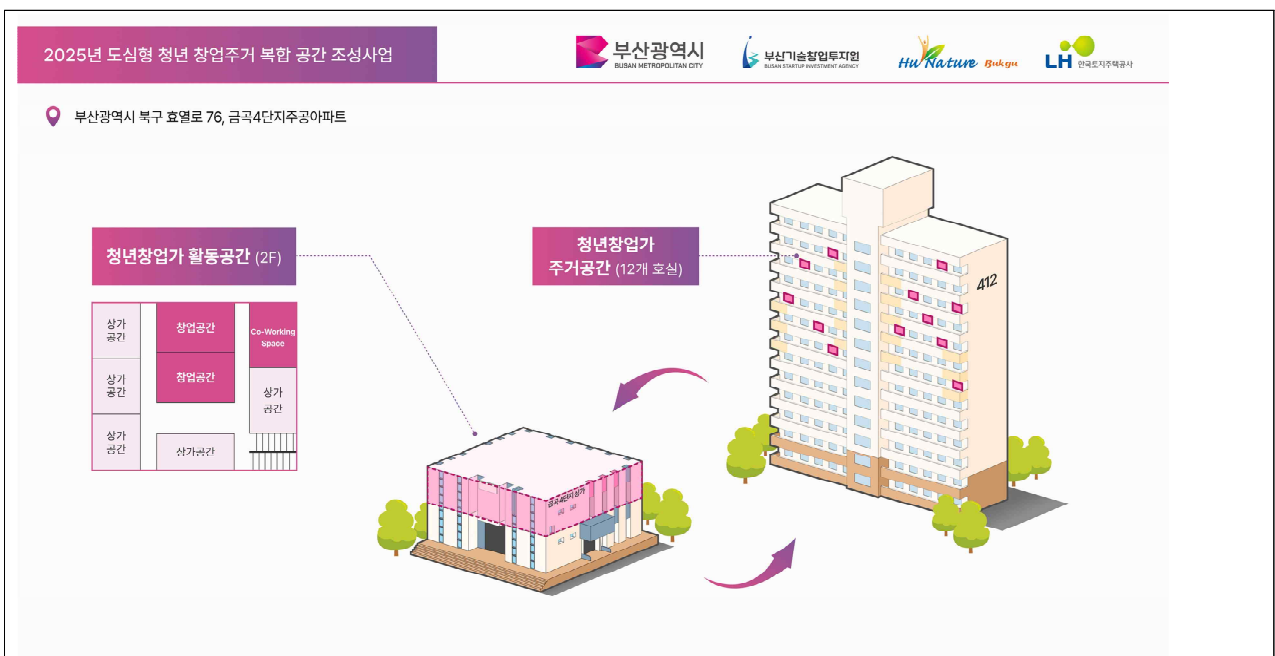 2025년 도심형 청년 창업주거 복합 공간 조성사업
부산광역시
BUSAN METROPOLITAN CITY
부산기술창업투자원
BUSAN STARTUP INVESTMENT AGENCY
Hu Nature Bukgu
LH 한국토지주택공사
부산광역시 북구 효열로 76, 금곡4단지주공아파트
청년창업가 활동공간 (2F)
청년창업가
주거공간 (12개 호실)
상가
공간
창업공간
Co-Working
Space
상가
공간
창업공간
상가
공간
상가
공간
상가공간
412
금곡4단지상가